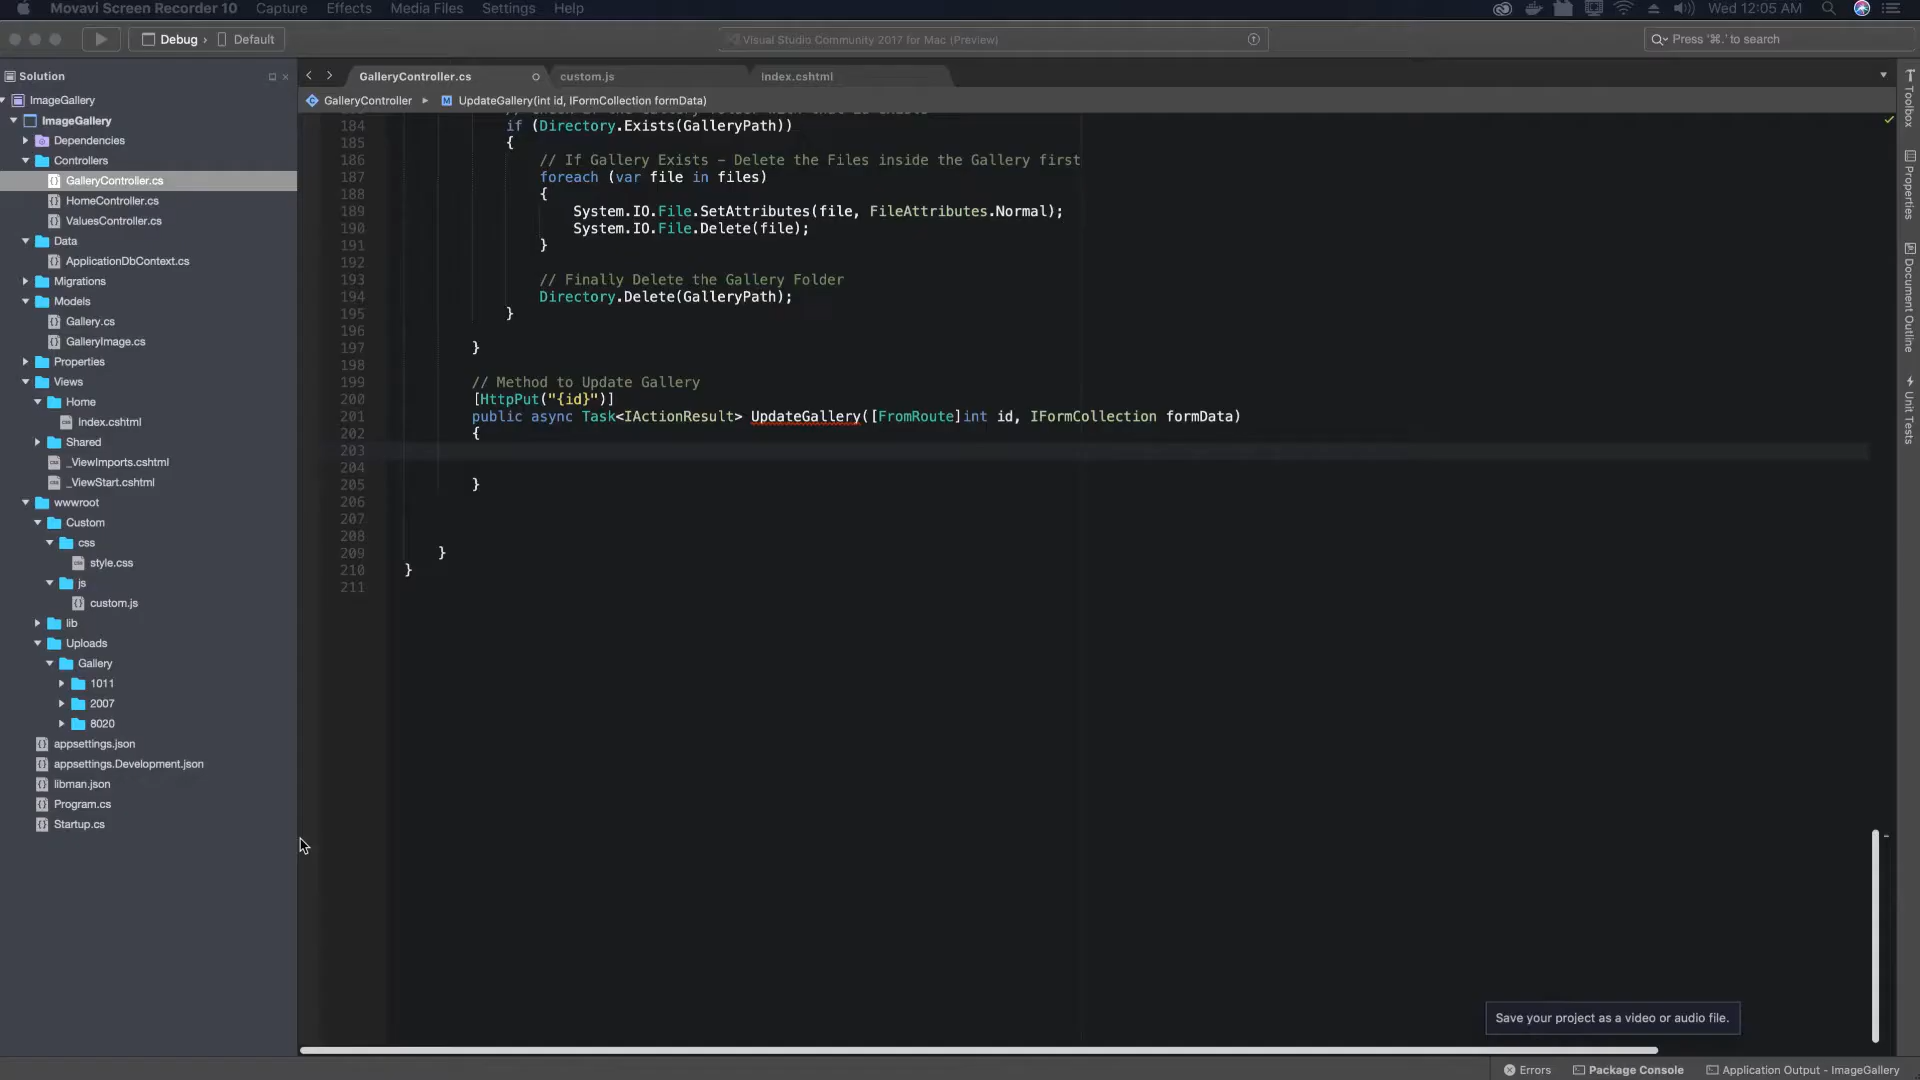 Movavi Screen Recorder 10 Capture Effects Media Files Settings Help Wed 12:05 AM
Debug › Default Visual Studio Community 2017 for Mac (Preview) Press '⌘.' to search
Solution
GalleryController.cs custom.js Index.cshtml
GalleryController ▸ UpdateGallery(int id, IFormCollection formData)
ImageGallery
ImageGallery
Dependencies
Controllers
GalleryController.cs
HomeController.cs
ValuesController.cs
Data
ApplicationDbContext.cs
Migrations
Models
Gallery.cs
GalleryImage.cs
Properties
Views
Home
Index.cshtml
Shared
_ViewImports.cshtml
_ViewStart.cshtml
wwwroot
Custom
css
style.css
js
custom.js
lib
Uploads
Gallery
1011
2007
8020
appsettings.json
appsettings.Development.json
libman.json
Program.cs
Startup.cs
184 if (Directory.Exists(GalleryPath))
185 {
186 // If Gallery Exists – Delete the Files inside the Gallery first
187 foreach (var file in files)
188 {
189 System.IO.File.SetAttributes(file, FileAttributes.Normal);
190 System.IO.File.Delete(file);
191 }
192
193 // Finally Delete the Gallery Folder
194 Directory.Delete(GalleryPath);
195 }
196
197 }
198
199 // Method to Update Gallery
200 [HttpPut("{id}")]
201 public async Task<IActionResult> UpdateGallery([FromRoute]int id, IFormCollection formData)
202 {
203
204
205 }
206
207
208
209 }
210 }
211
Toolbox
Properties
Document Outline
Unit Tests
Save your project as a video or audio file.
Errors Package Console Application Output - ImageGallery